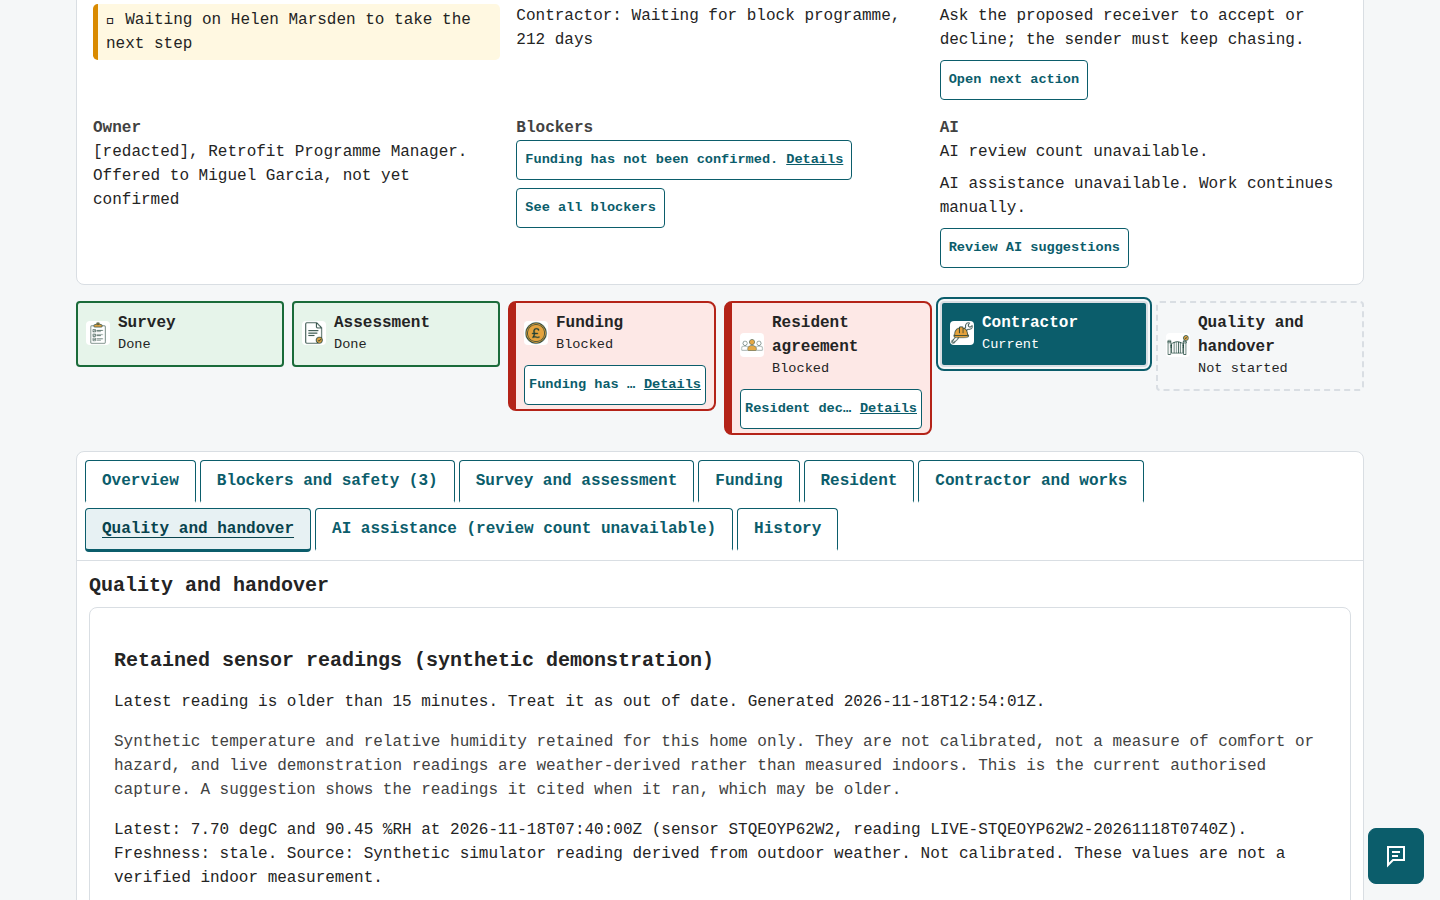 Waiting on Helen Marsden to take the
next step
Contractor: Waiting for block programme,
212 days
Ask the proposed receiver to accept or
decline; the sender must keep chasing.
Open next action
Owner
[redacted], Retrofit Programme Manager.
Offered to Miguel Garcia, not yet
confirmed
Blockers
Funding has not been confirmed. Details
See all blockers
AI
AI review count unavailable.
AI assistance unavailable. Work continues
manually.
Review AI suggestions
Survey
Done
Assessment
Done
Funding
Blocked
Funding has … Details
Resident
agreement
Blocked
Resident dec… Details
Contractor
Current
Quality and
handover
Not started
Overview
Blockers and safety (3)
Survey and assessment
Funding
Resident
Contractor and works
Quality and handover
AI assistance (review count unavailable)
History
Quality and handover
Retained sensor readings (synthetic demonstration)
Latest reading is older than 15 minutes. Treat it as out of date. Generated 2026-11-18T12:54:01Z.
Synthetic temperature and relative humidity retained for this home only. They are not calibrated, not a measure of comfort or
hazard, and live demonstration readings are weather-derived rather than measured indoors. This is the current authorised
capture. A suggestion shows the readings it cited when it ran, which may be older.
Latest: 7.70 degC and 90.45 %RH at 2026-11-18T07:40:00Z (sensor STQEOYP62W2, reading LIVE-STQEOYP62W2-20261118T0740Z).
Freshness: stale. Source: Synthetic simulator reading derived from outdoor weather. Not calibrated. These values are not a
verified indoor measurement.